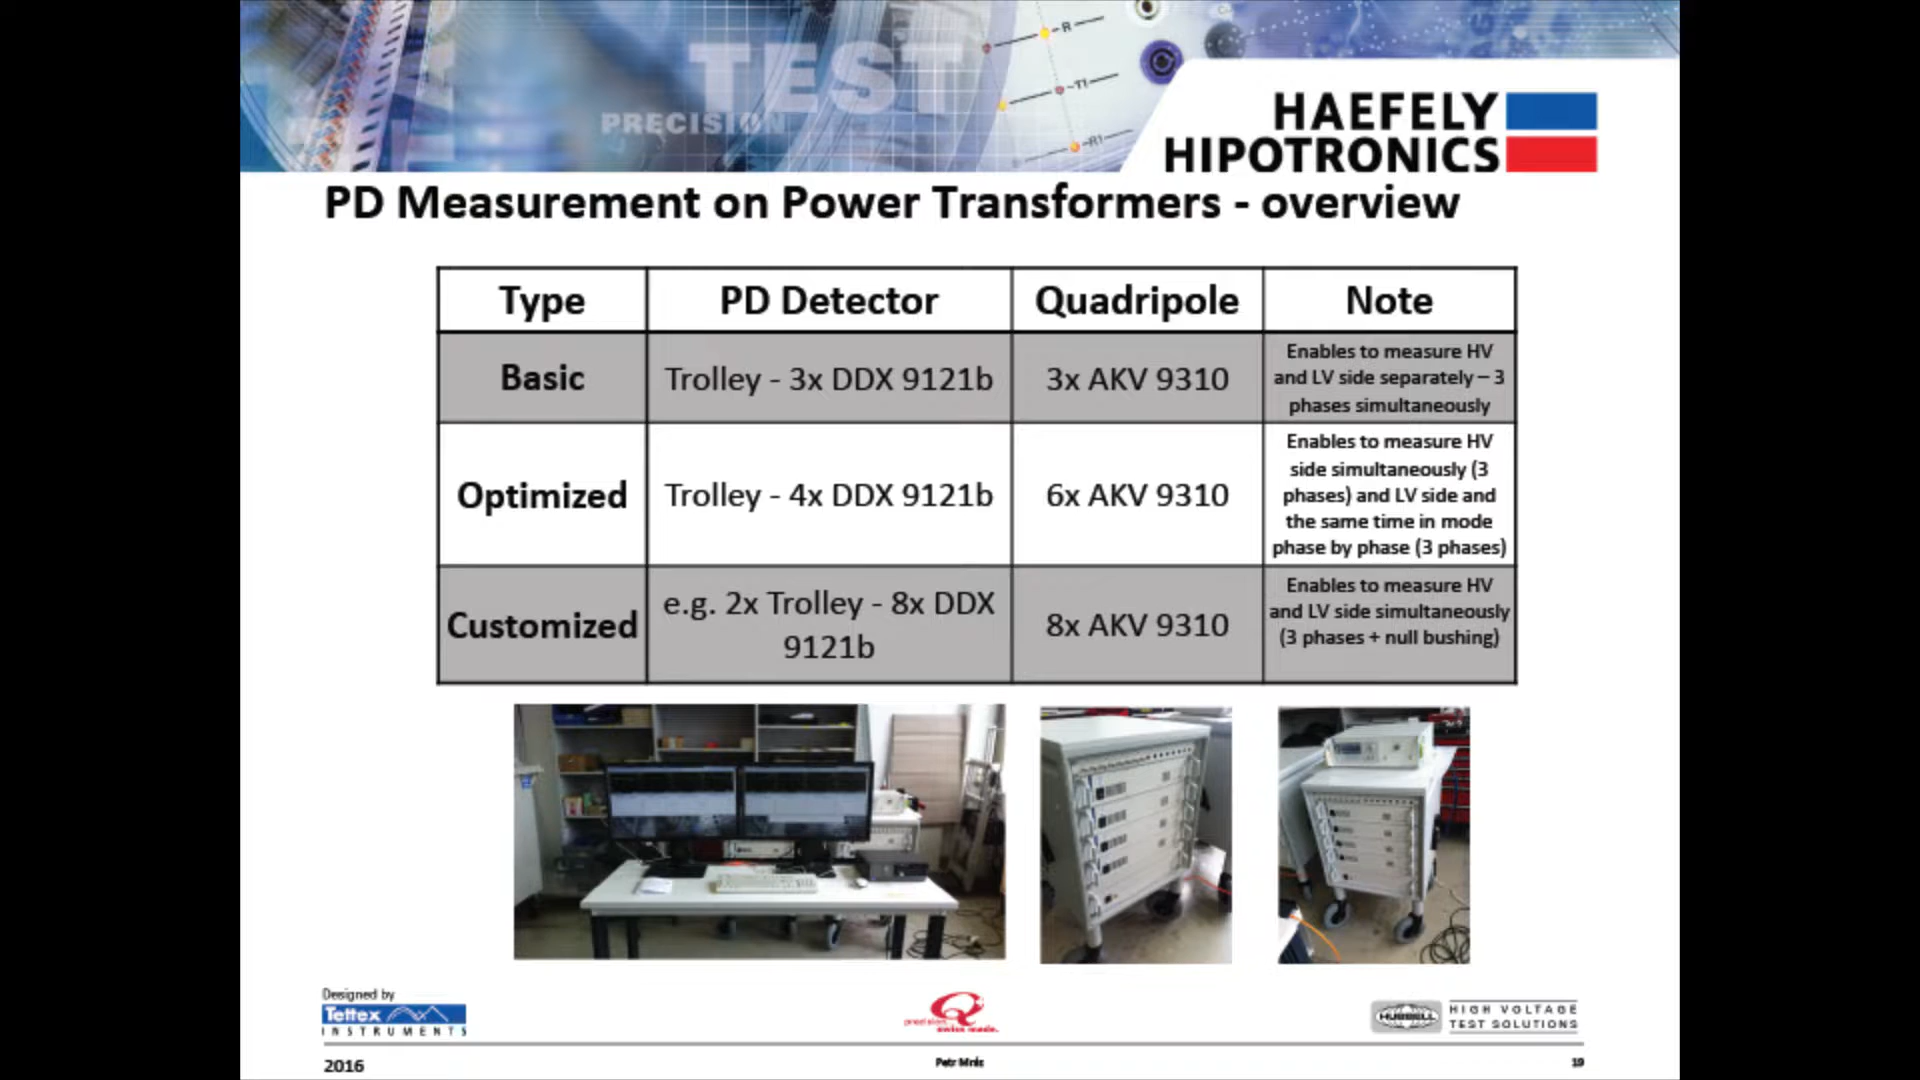 TEST
PRECISION
R
T1
R1
HAEFELY
HIPOTRONICS
PD Measurement on Power Transformers - overview
Type PD Detector Quadripole Note
Basic Trolley - 3x DDX 9121b 3x AKV 9310
Enables to measure HV
and LV side separately – 3
phases simultaneously
Optimized Trolley - 4x DDX 9121b 6x AKV 9310
Enables to measure HV
side simultaneously (3
phases) and LV side and
the same time in mode
phase by phase (3 phases)
Customized
e.g. 2x Trolley - 8x DDX
9121b
8x AKV 9310
Enables to measure HV
and LV side simultaneously
(3 phases + null bushing)
Designed by
Tettex
INSTRUMENTS
precision.
swiss made.
HUBBELL
HIGH VOLTAGE
TEST SOLUTIONS
2016
Petr Mráz
19